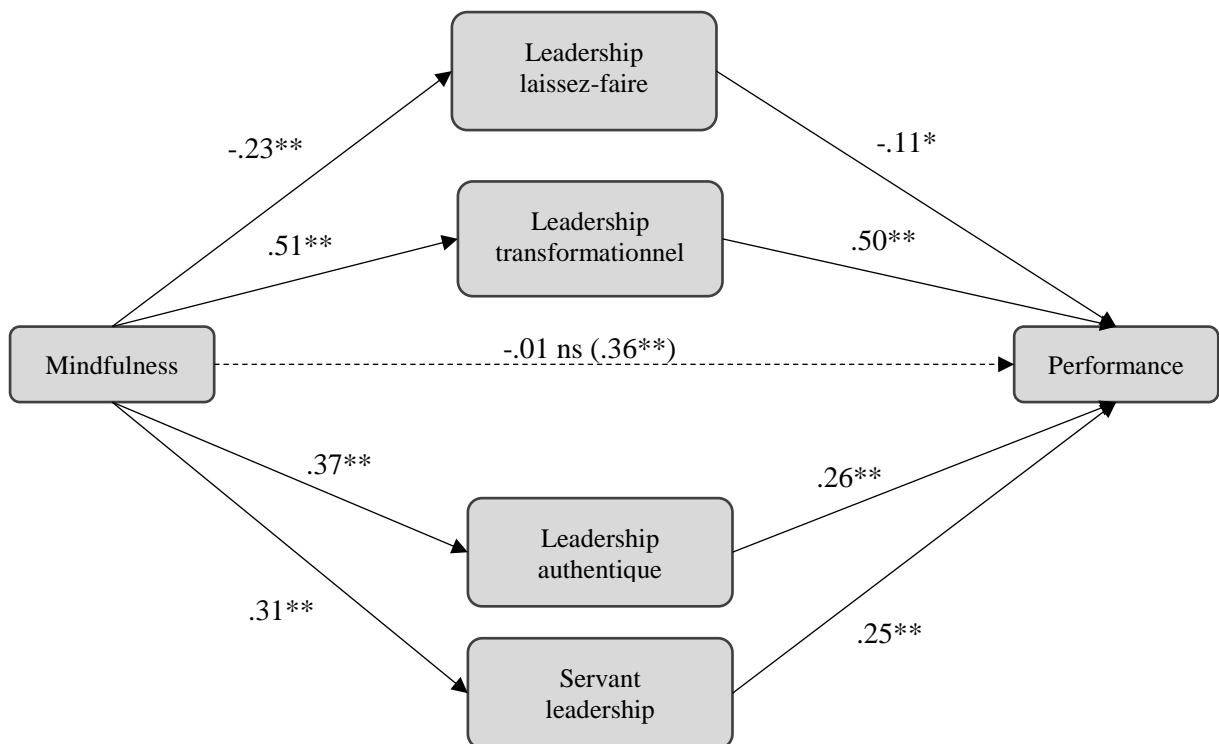 Leadership
laissez-faire
-.23**
-.11*
Leadership
transformationnel
.51**
.50**
Mindfulness
-.01 ns (.36**)
Performance
.37**
.26**
Leadership
authentique
.31**
.25**
Servant
leadership